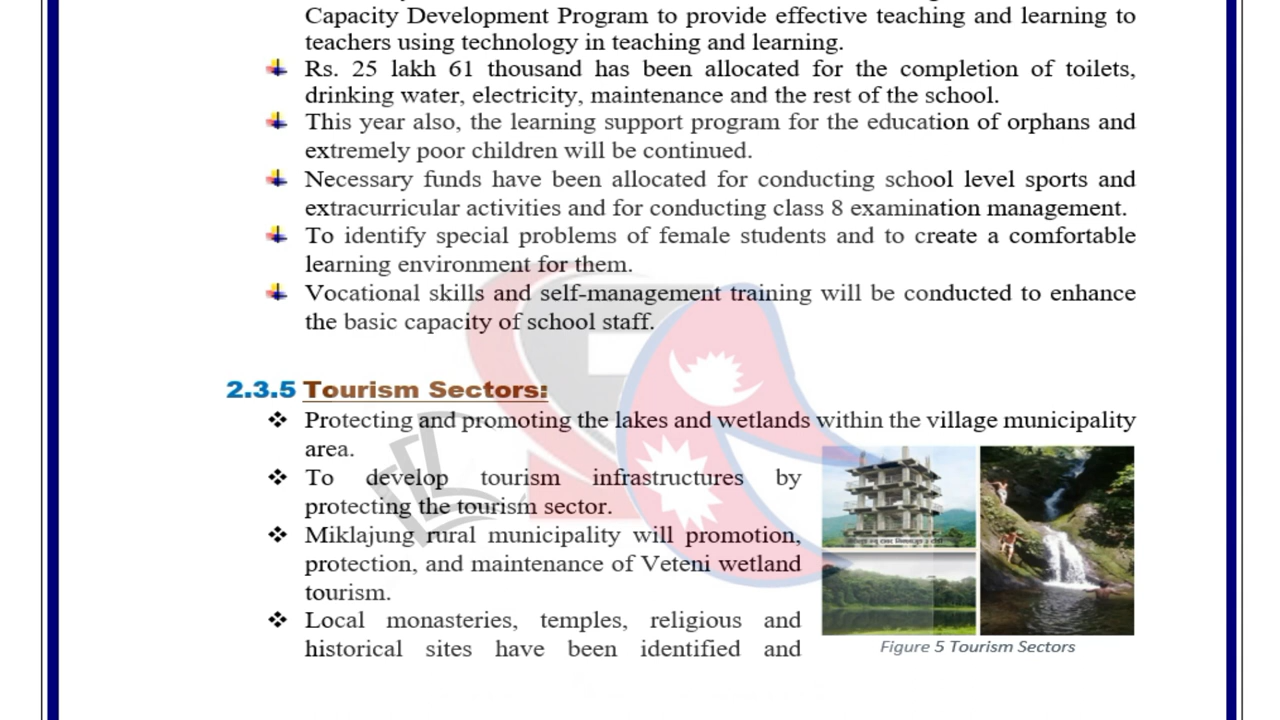 Capacity Development Program to provide effective teaching and learning to
teachers using technology in teaching and learning.
Rs. 25 lakh 61 thousand has been allocated for the completion of toilets,
drinking water, electricity, maintenance and the rest of the school.
This year also, the learning support program for the education of orphans and
extremely poor children will be continued.
Necessary funds have been allocated for conducting school level sports and
extracurricular activities and for conducting class 8 examination management.
To identify special problems of female students and to create a comfortable
learning environment for them.
Vocational skills and self-management training will be conducted to enhance
the basic capacity of school staff.
2.3.5 Tourism Sectors:
Protecting and promoting the lakes and wetlands within the village municipality
area.
To develop tourism infrastructures by
protecting the tourism sector.
Miklajung rural municipality will promotion,
protection, and maintenance of Veteni wetland
tourism.
Local monasteries, temples, religious and
historical sites have been identified and
Figure 5 Tourism Sectors